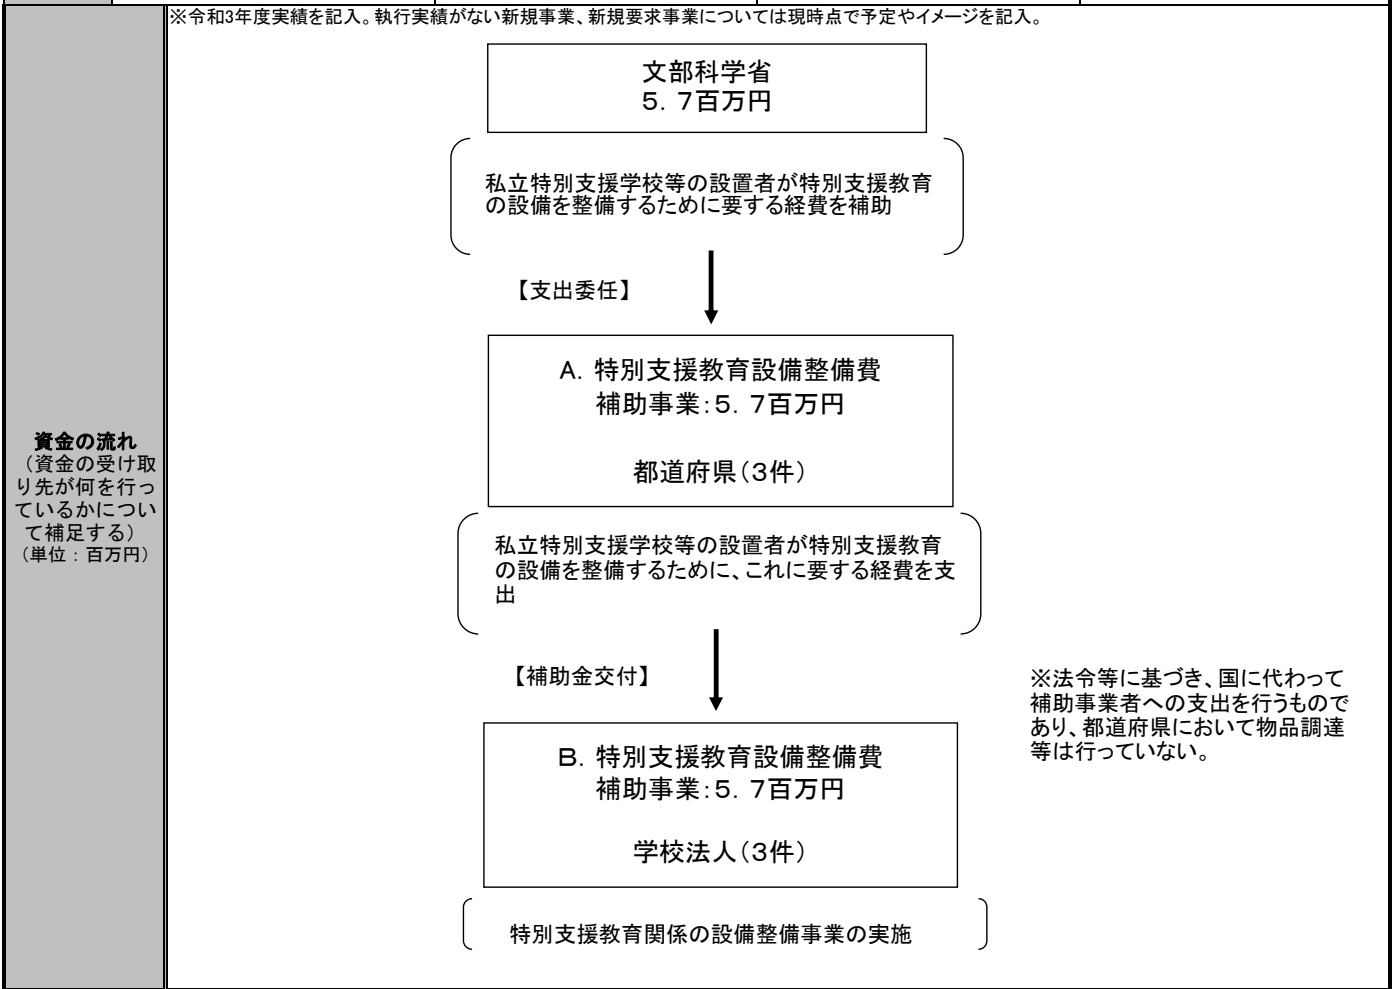 ※令和3年度実績を記入。執行実績がない新規事業、新規要求事業については現時点で予定やイメージを記入。
資金の流れ
(資金の受け取
り先が何を行っ
ているかについ
て補足する)
(単位:百万円)
文部科学省
5.7百万円
私立特別支援学校等の設置者が特別支援教育
の設備を整備するために要する経費を補助
【支出委任】
A.特別支援教育設備整備費
補助事業:5.7百万円
都道府県(3件)
私立特別支援学校等の設置者が特別支援教育
の設備を整備するために、これに要する経費を支
出
【補助金交付】
※法令等に基づき、国に代わって
補助事業者への支出を行うもので
あり、都道府県において物品調達
等は行っていない。
B.特別支援教育設備整備費
補助事業:5.7百万円
学校法人(3件)
特別支援教育関係の設備整備事業の実施